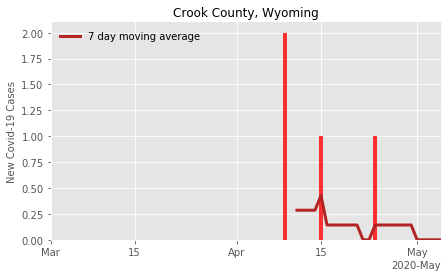 Crook County, Wyoming
7 day moving average
New Covid-19 Cases
2.00
1.75
1.50
1.25
1.00
0.75
0.50
0.25
0.00
Mar
15
Apr
15
May
2020-May